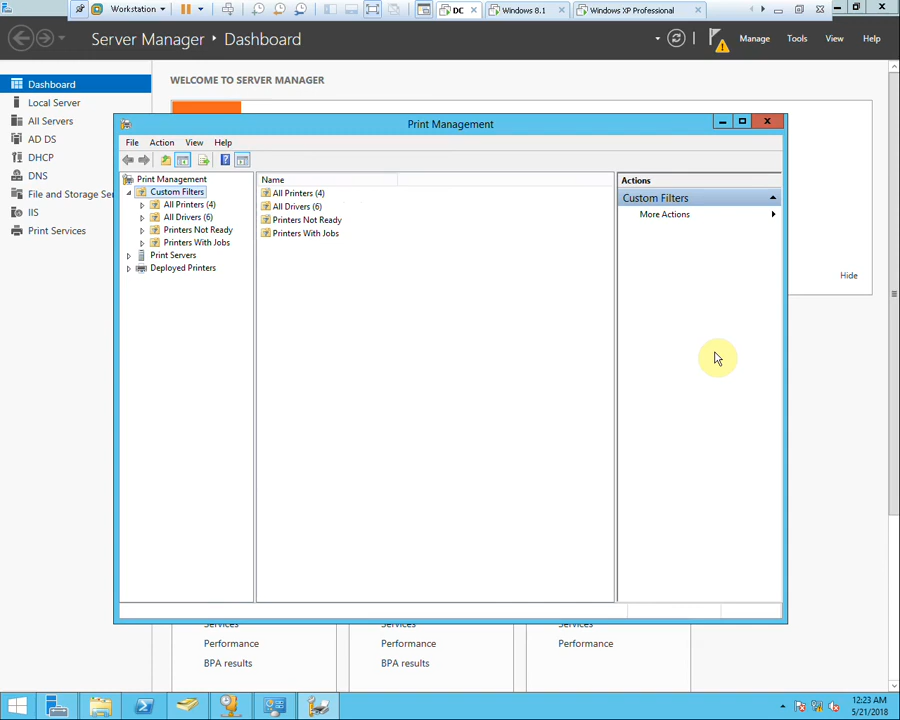 Workstation
DC
Windows 8.1
Windows XP Professional
Server Manager
Dashboard
Manage
Tools
View
Help
Dashboard
Local Server
All Servers
AD DS
DHCP
DNS
File and Storage Se
IIS
Print Services
WELCOME TO SERVER MANAGER
Hide
Print Management
File Action View Help
Print Management
Custom Filters
All Printers (4)
All Drivers (6)
Printers Not Ready
Printers With Jobs
Print Servers
Deployed Printers
Name
All Printers (4)
All Drivers (6)
Printers Not Ready
Printers With Jobs
Actions
Custom Filters
More Actions
Services Services Services
Performance Performance Performance
BPA results BPA results
12:23 AM
5/21/2018